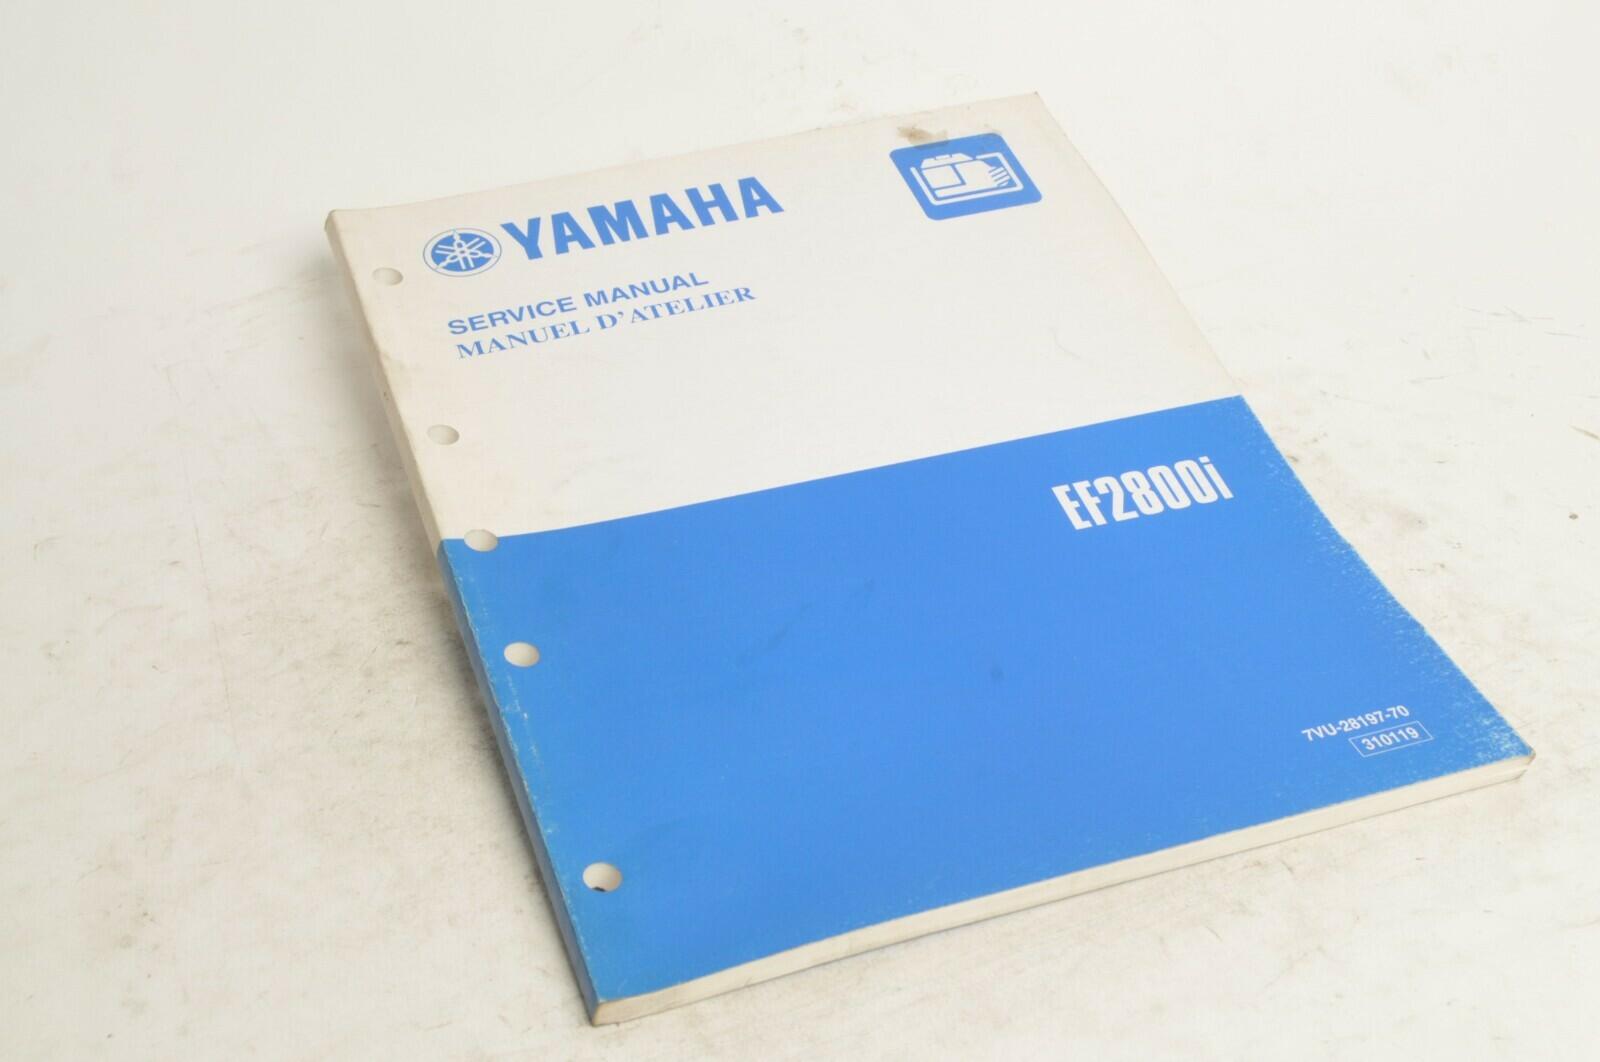 YAMAHA
SERVICE MANUAL
MANUEL D'ATELIER
EF2800i
7VU-28197-70
310119